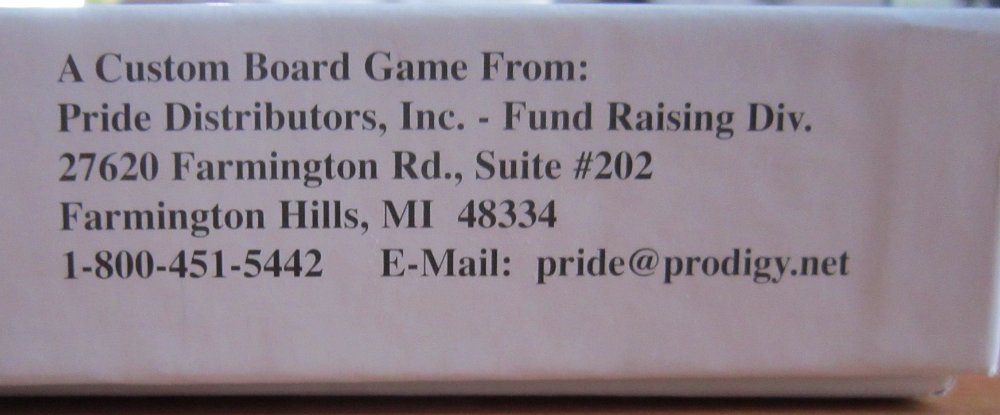 A Custom Board Game From:
Pride Distributors, Inc. - Fund Raising Div.
27620 Farmington Rd., Suite #202
Farmington Hills, MI  48334
1-800-451-5442    E-Mail:  pride@prodigy.net